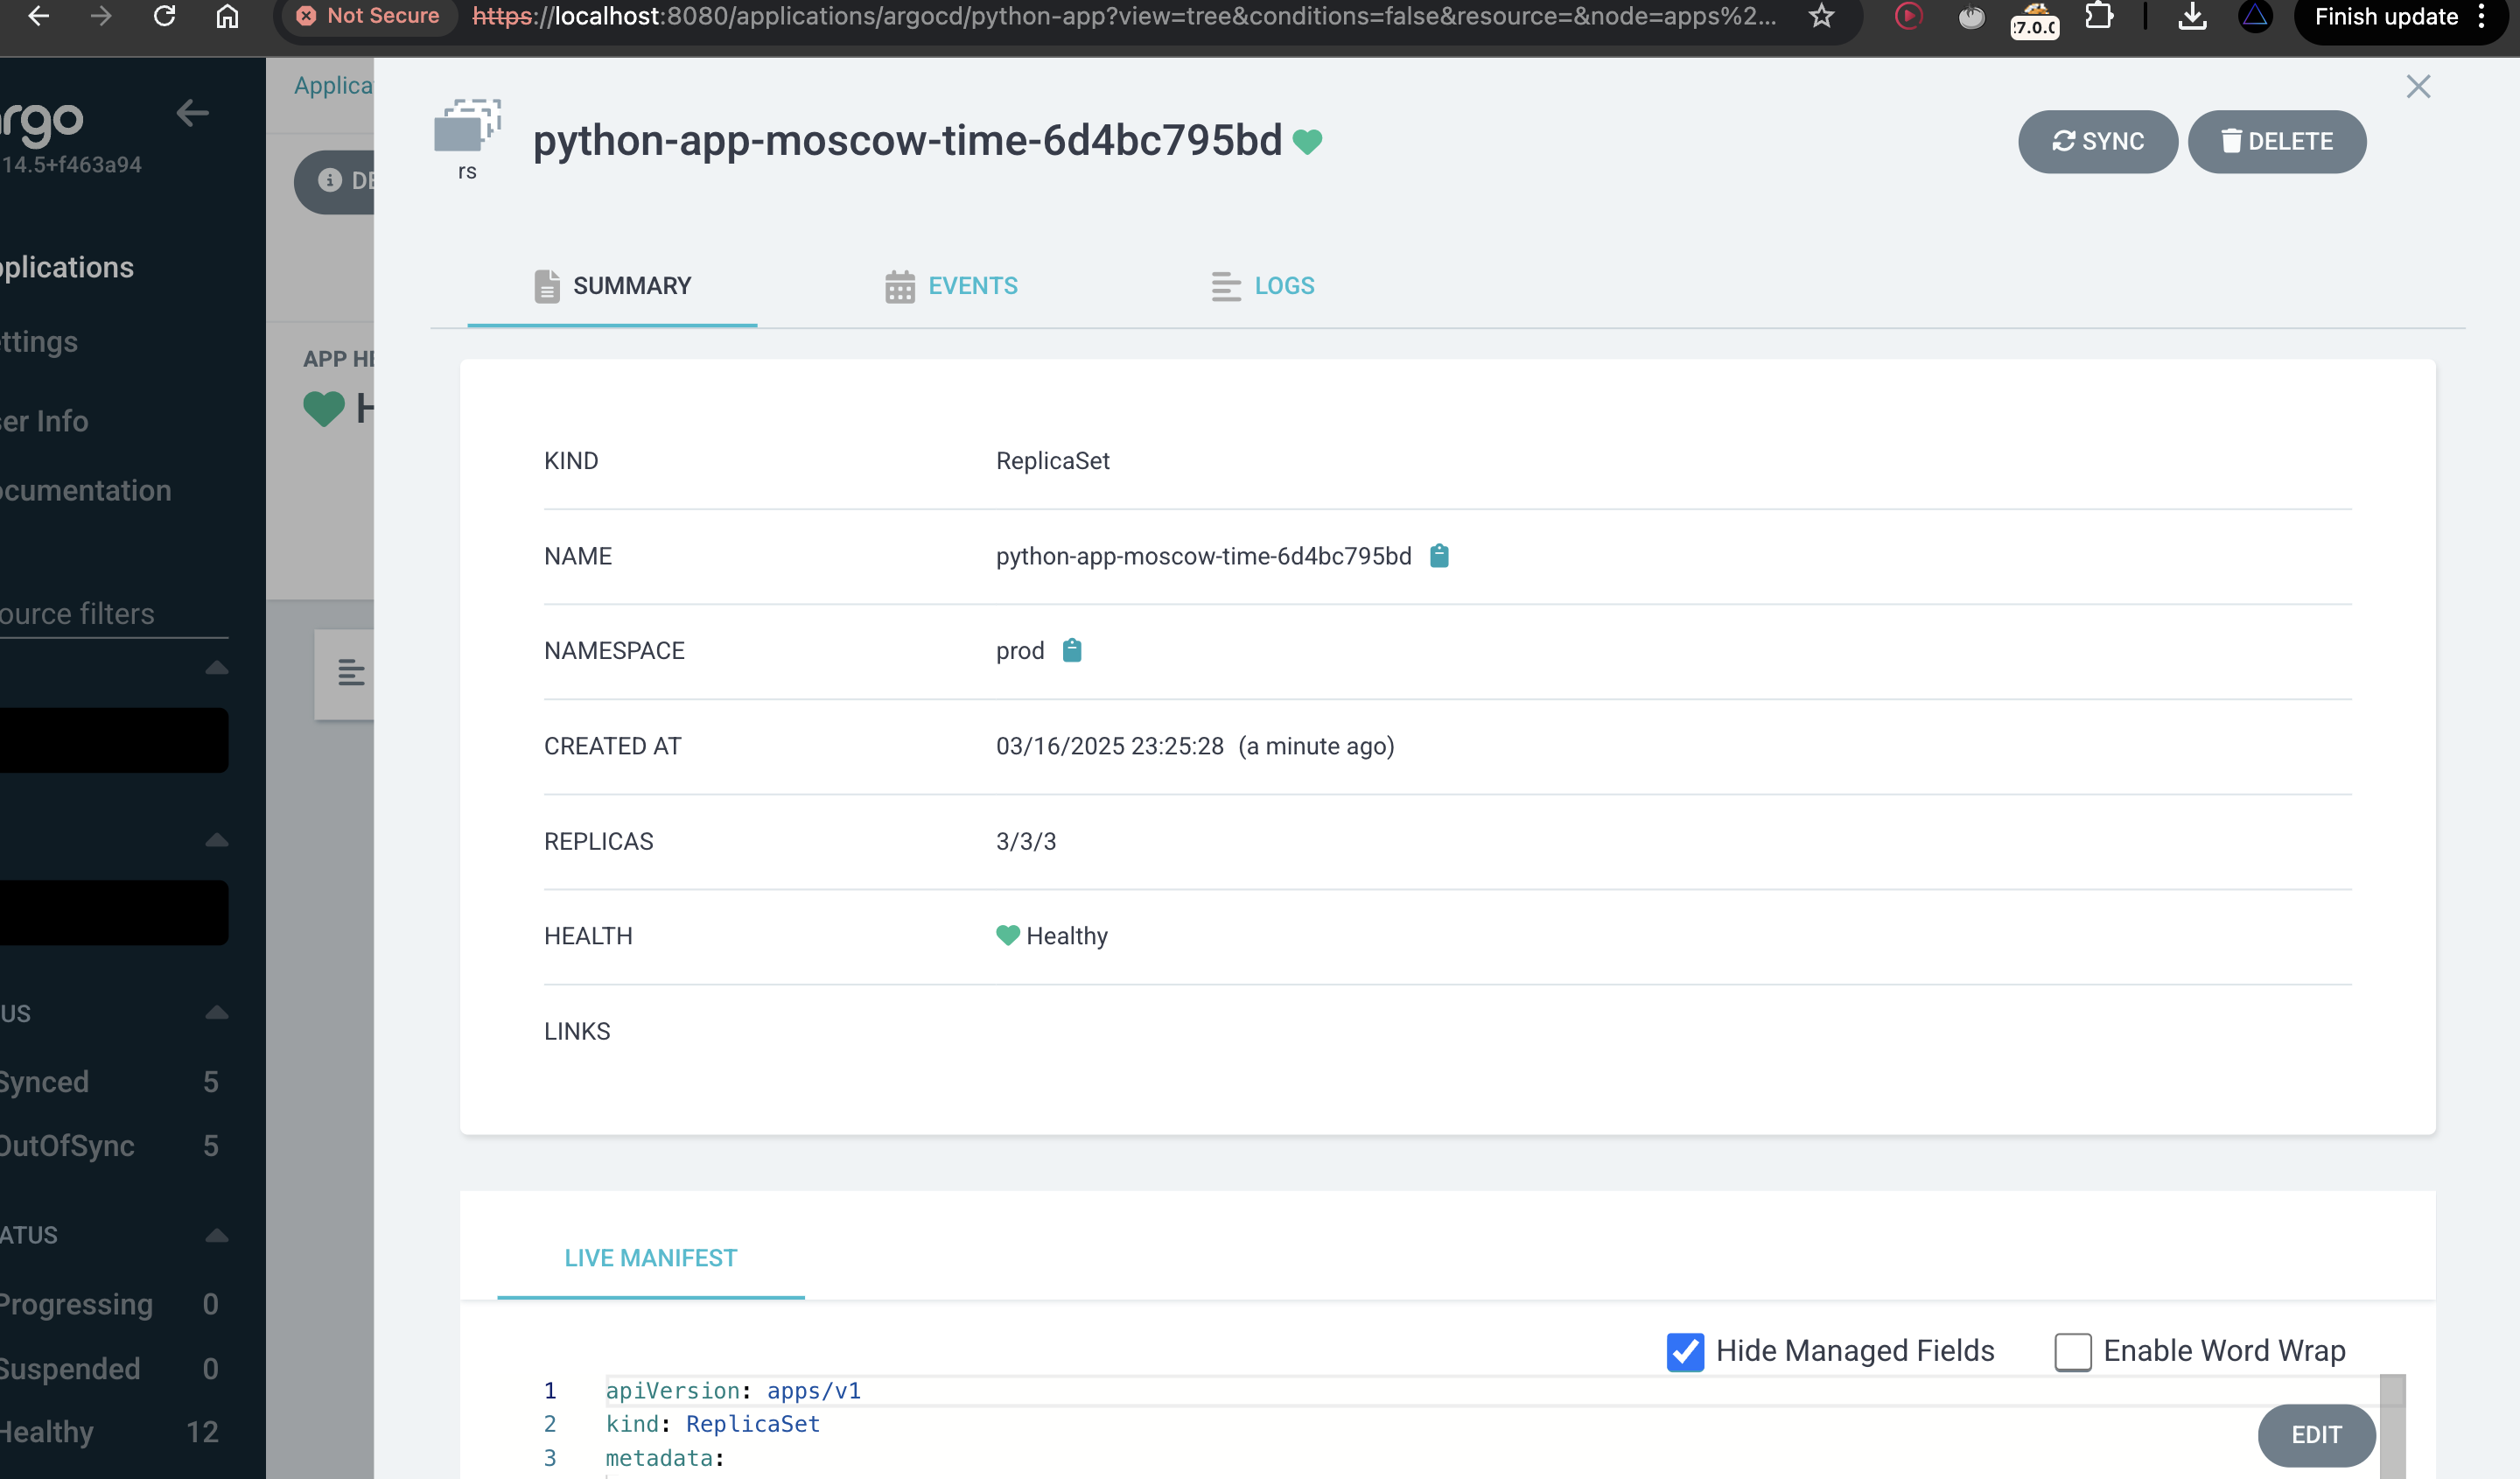 Not Secure https://localhost:8080/applications/argocd/python-app?view=tree&conditions=false&resource=&node=apps%2... 7.0.0 Finish update
rgo
14.5+f463a94
pplications
ttings
er Info
ocumentation
ource filters
US
Synced 5
OutOfSync 5
ATUS
Progressing 0
Suspended 0
Healthy 12
Applica
DE
APP HE
H
rs
python-app-moscow-time-6d4bc795bd
SYNC
DELETE
SUMMARY
EVENTS
LOGS
KIND ReplicaSet
NAME python-app-moscow-time-6d4bc795bd
NAMESPACE prod
CREATED AT 03/16/2025 23:25:28 (a minute ago)
REPLICAS 3/3/3
HEALTH Healthy
LINKS
LIVE MANIFEST
Hide Managed Fields
Enable Word Wrap
1 apiVersion: apps/v1
2 kind: ReplicaSet
3 metadata:
EDIT